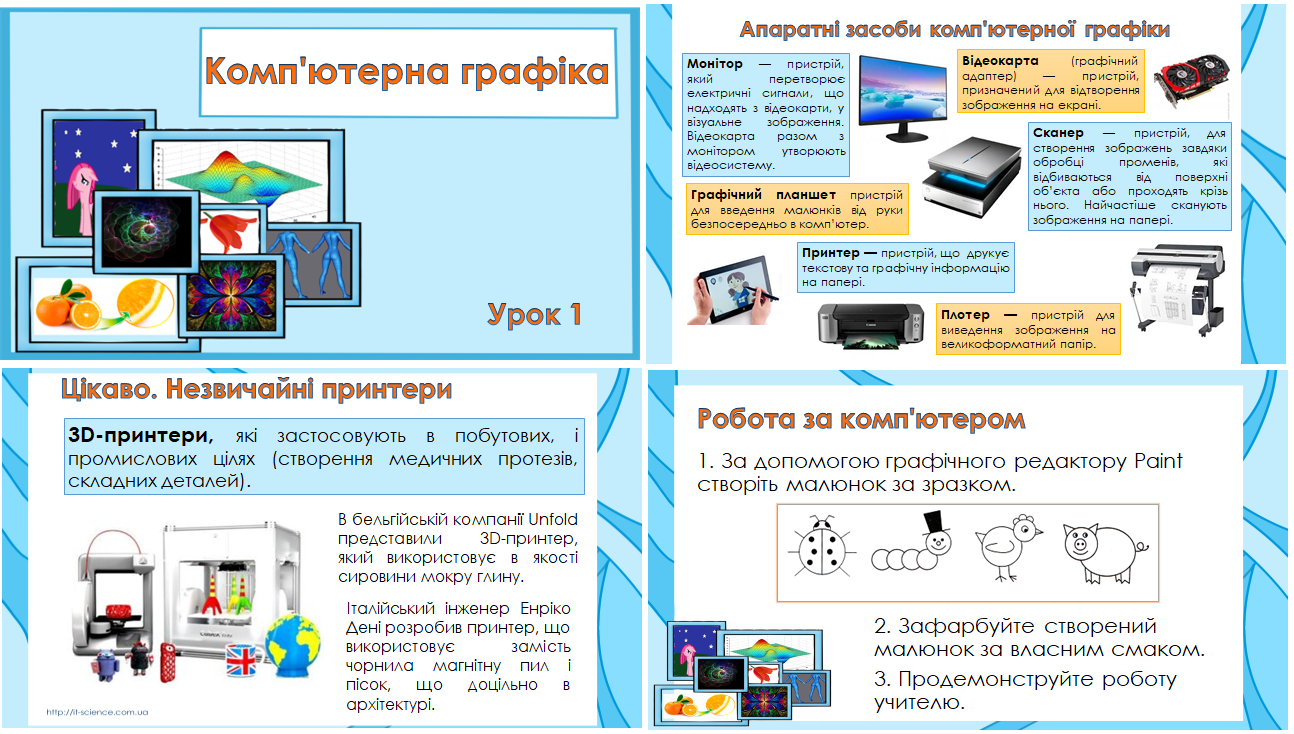 Комп'ютерна графіка
Урок 1
Апаратні засоби комп'ютерної графіки
Монітор — пристрій,
який перетворює
електричні сигнали, що
надходять з відеокарти, у
візуальне зображення.
Відеокарта разом з
монітором утворюють
відеосистему.
Відеокарта (графічний
адаптер) — пристрій,
призначений для відтворення
зображення на екрані.
Сканер — пристрій, для
створення зображень завдяки
обробці променів, які
відбиваються від поверхні
об’єкта або проходять крізь
нього. Найчастіше сканують
зображення на папері.
Графічний планшет пристрій
для введення малюнків від руки
безпосередньо в комп’ютер.
Принтер — пристрій, що друкує
текстову та графічну інформацію
на папері.
Плотер — пристрій для
виведення зображення на
великоформатний папір.
Цікаво. Незвичайні принтери
3D-принтери, які застосовують в побутових, і
промислових цілях (створення медичних протезів,
складних деталей).
В бельгійській компанії Unfold
представили 3D-принтер,
який використовує в якості
сировини мокру глину.
Італійський інженер Енріко
Дені розробив принтер, що
використовує замість
чорнила магнітну пил і
пісок, що доцільно в
архітектурі.
http://it-science.com.ua
Робота за комп'ютером
1. За допомогою графічного редактору Paint
створіть малюнок за зразком.
2. Зафарбуйте створений
малюнок за власним смаком.
3. Продемонструйте роботу
учителю.